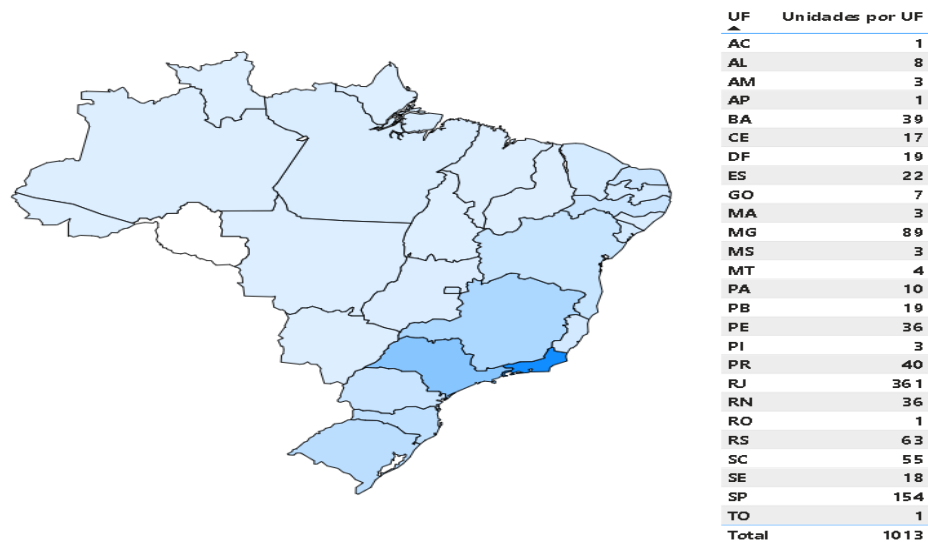 UF Unidades por UF
AC 1
AL 8
AM 3
AP 1
BA 39
CE 17
DF 19
ES 22
GO 7
MA 3
MG 89
MS 3
MT 4
PA 10
PB 19
PE 36
PI 3
PR 40
RJ 361
RN 36
RO 1
RS 63
SC 55
SE 18
SP 154
TO 1
Total 1013